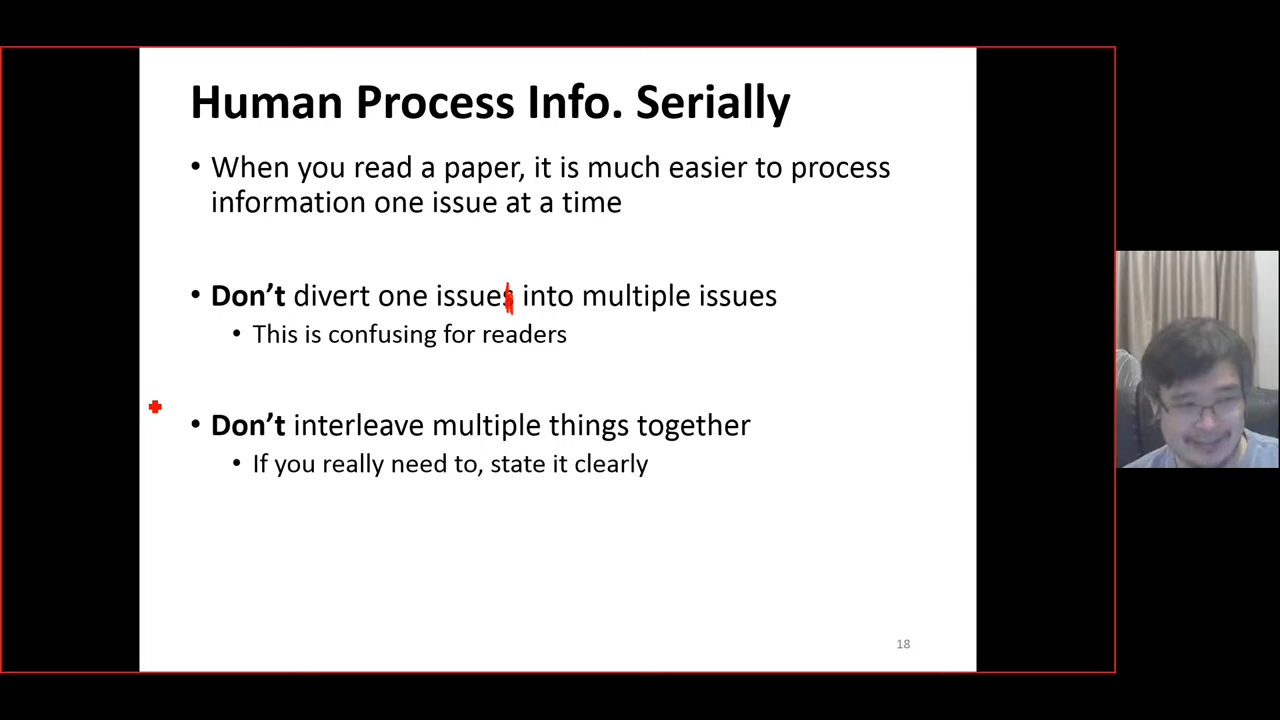 Human Process Info. Serially
• When you read a paper, it is much easier to process
information one issue at a time
• Don’t divert one issues into multiple issues
• This is confusing for readers
• Don’t interleave multiple things together
• If you really need to, state it clearly
18